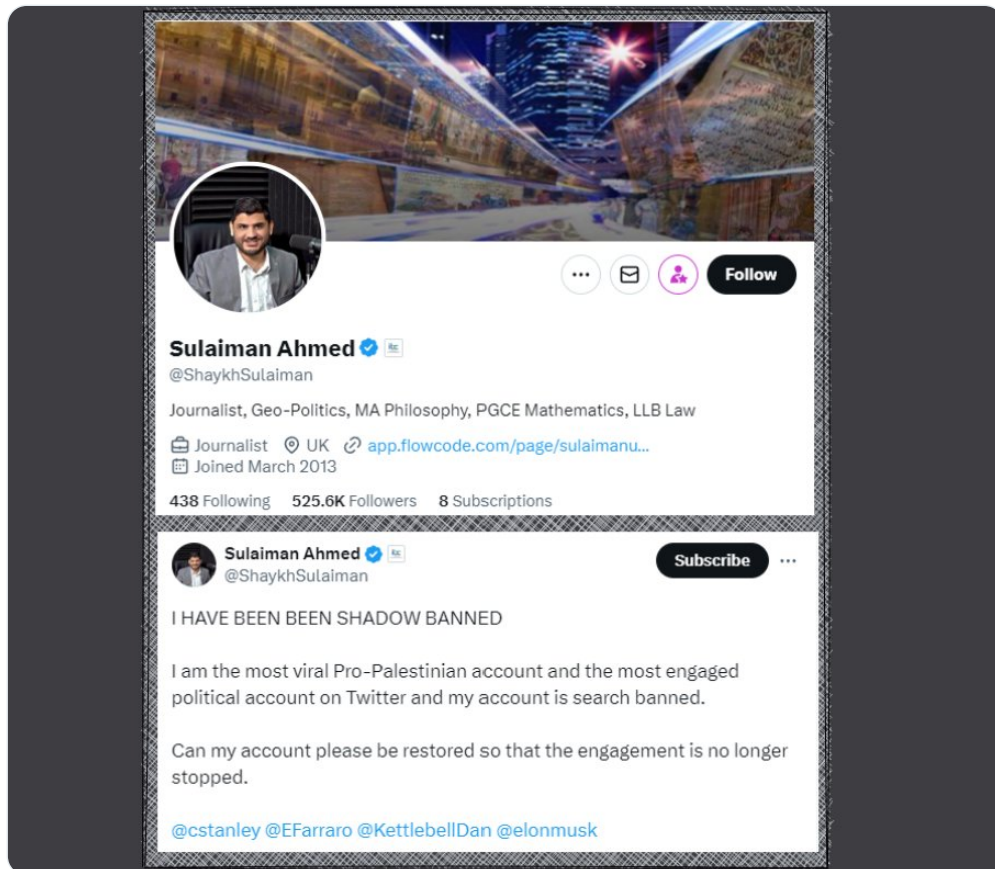 Follow
Sulaiman Ahmed
@ShaykhSulaiman
Journalist, Geo-Politics, MA Philosophy, PGCE Mathematics, LLB Law
Journalist UK app.flowcode.com/page/sulaimanu...
Joined March 2013
438 Following 525.6K Followers 8 Subscriptions
Sulaiman Ahmed
@ShaykhSulaiman
Subscribe
I HAVE BEEN BEEN SHADOW BANNED
I am the most viral Pro-Palestinian account and the most engaged
political account on Twitter and my account is search banned.
Can my account please be restored so that the engagement is no longer
stopped.
@cstanley @EFarraro @KettlebellDan @elonmusk